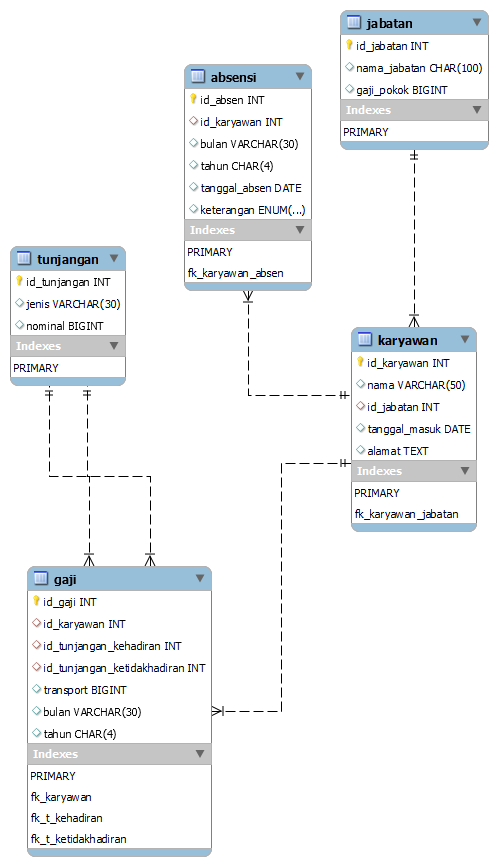 jabatan
id_jabatan INT
nama_jabatan CHAR(100)
gaji_pokok BIGINT
Indexes
PRIMARY
absensi
id_absen INT
id_karyawan INT
bulan VARCHAR(30)
tahun CHAR(4)
tanggal_absen DATE
keterangan ENUM(...)
Indexes
PRIMARY
fk_karyawan_absen
tunjangan
id_tunjangan INT
jenis VARCHAR(30)
nominal BIGINT
Indexes
PRIMARY
karyawan
id_karyawan INT
nama VARCHAR(50)
id_jabatan INT
tanggal_masuk DATE
alamat TEXT
Indexes
PRIMARY
fk_karyawan_jabatan
gaji
id_gaji INT
id_karyawan INT
id_tunjangan_kehadiran INT
id_tunjangan_ketidakhadiran INT
transport BIGINT
bulan VARCHAR(30)
tahun CHAR(4)
Indexes
PRIMARY
fk_karyawan
fk_t_kehadiran
fk_t_ketidakhadiran